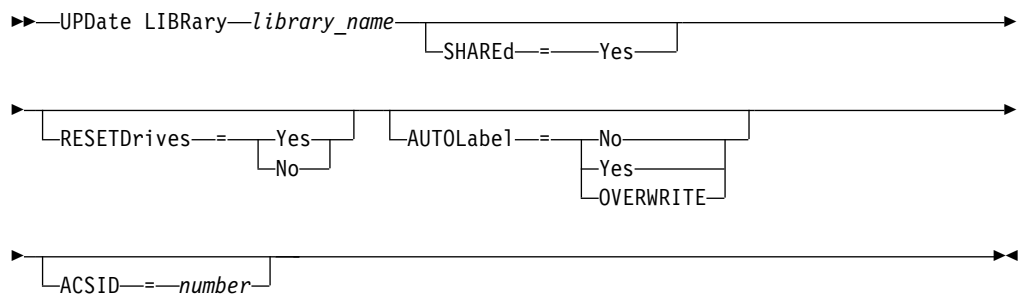 UPDate LIBRary library_name
SHAREd = Yes
RESETDrives = Yes
No
AUTOLabel = No
Yes
OVERWRITE
ACSID = number